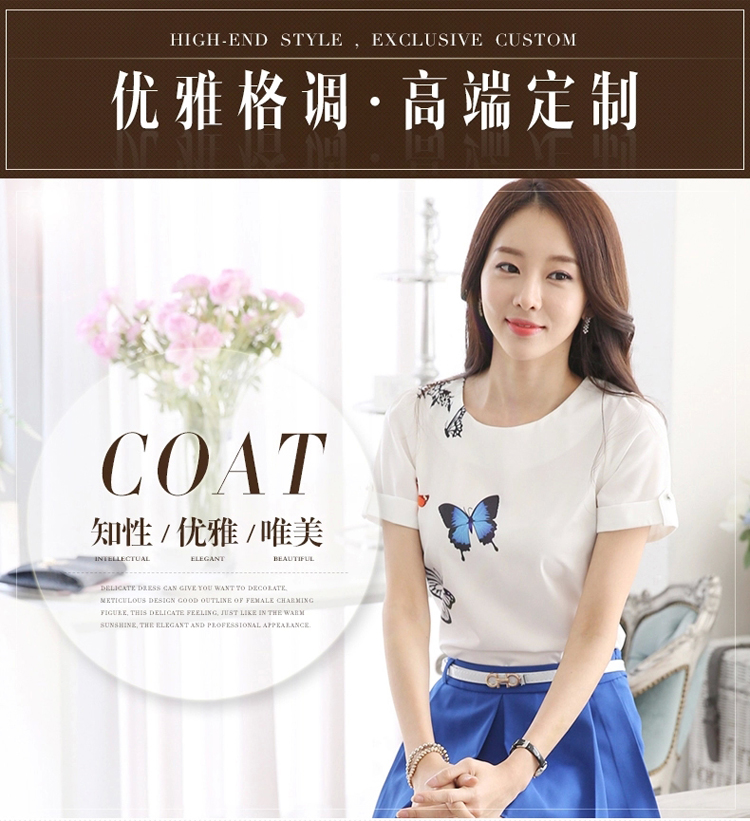 HIGH-END STYLE , EXCLUSIVE CUSTOM
优雅格调·高端定制
COAT
知性 / 优雅 / 唯美
INTELLECTUAL ELEGANT BEAUTIFUL
DELICATE DRESS CAN GIVE YOU WANT TO DECORATE.
METICULOUS DESIGN GOOD OUTLINE OF FEMALE CHARMING
FIGURE, THIS DELICATE FEELING, JUST LIKE IN THE WARM
SUNSHINE, THE ELEGANT AND PROFESSIONAL APPEARANCE.